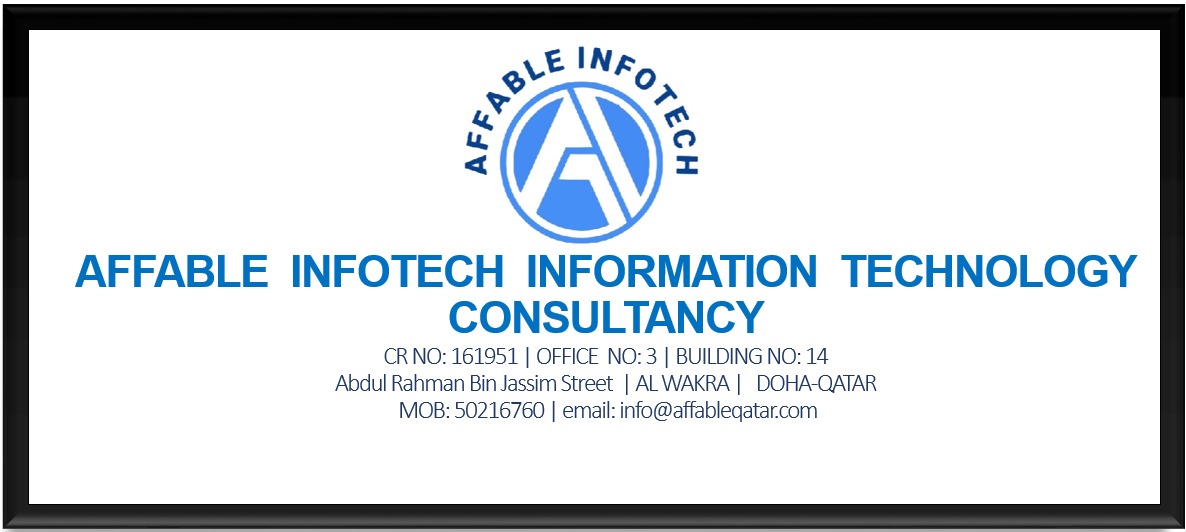 AFFABLE INFOTECH
AFFABLE INFOTECH INFORMATION TECHNOLOGY
CONSULTANCY
CR NO: 161951 | OFFICE NO: 3 | BUILDING NO: 14
Abdul Rahman Bin Jassim Street | AL WAKRA | DOHA-QATAR
MOB: 50216760 | email: info@affableqatar.com